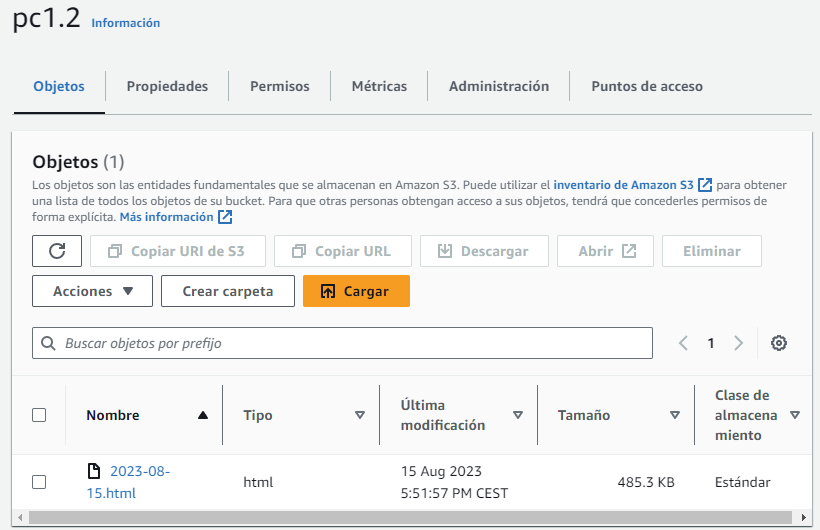 pc1.2 Información
Objetos Propiedades Permisos Métricas Administración Puntos de acceso
Objetos (1)
Los objetos son las entidades fundamentales que se almacenan en Amazon S3. Puede utilizar el inventario de Amazon S3 para obtener
una lista de todos los objetos de su bucket. Para que otras personas obtengan acceso a sus objetos, tendrá que concederles permisos
de forma explícita. Más información
Copiar URI de S3 Copiar URL Descargar Abrir Eliminar
Acciones Crear carpeta Cargar
Buscar objetos por prefijo 1
Nombre Tipo Última
modificación Tamaño Clase de
almacena
miento
2023-08-
15.html html 15 Aug 2023
5:51:57 PM CEST 485.3 KB Estándar